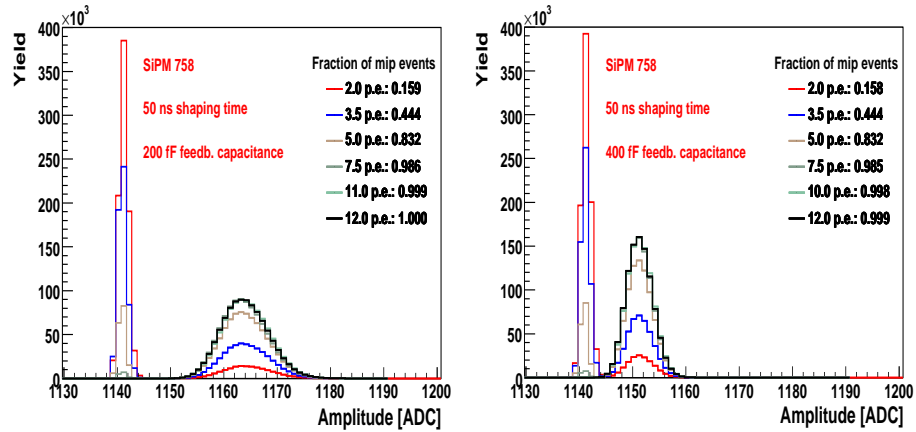 ×10³
400
350
300
250
200
150
100
50
0
Yield
SiPM 758
50 ns shaping time
200 fF feedb. capacitance
Fraction of mip events
2.0 p.e.: 0.159
3.5 p.e.: 0.444
5.0 p.e.: 0.832
7.5 p.e.: 0.986
11.0 p.e.: 0.999
12.0 p.e.: 1.000
1130 1140 1150 1160 1170 1180 1190 1200
Amplitude [ADC]
×10³
400
350
300
250
200
150
100
50
0
Yield
SiPM 758
50 ns shaping time
400 fF feedb. capacitance
Fraction of mip events
2.0 p.e.: 0.158
3.5 p.e.: 0.444
5.0 p.e.: 0.832
7.5 p.e.: 0.985
10.0 p.e.: 0.998
12.0 p.e.: 0.999
1130 1140 1150 1160 1170 1180 1190 1200
Amplitude [ADC]